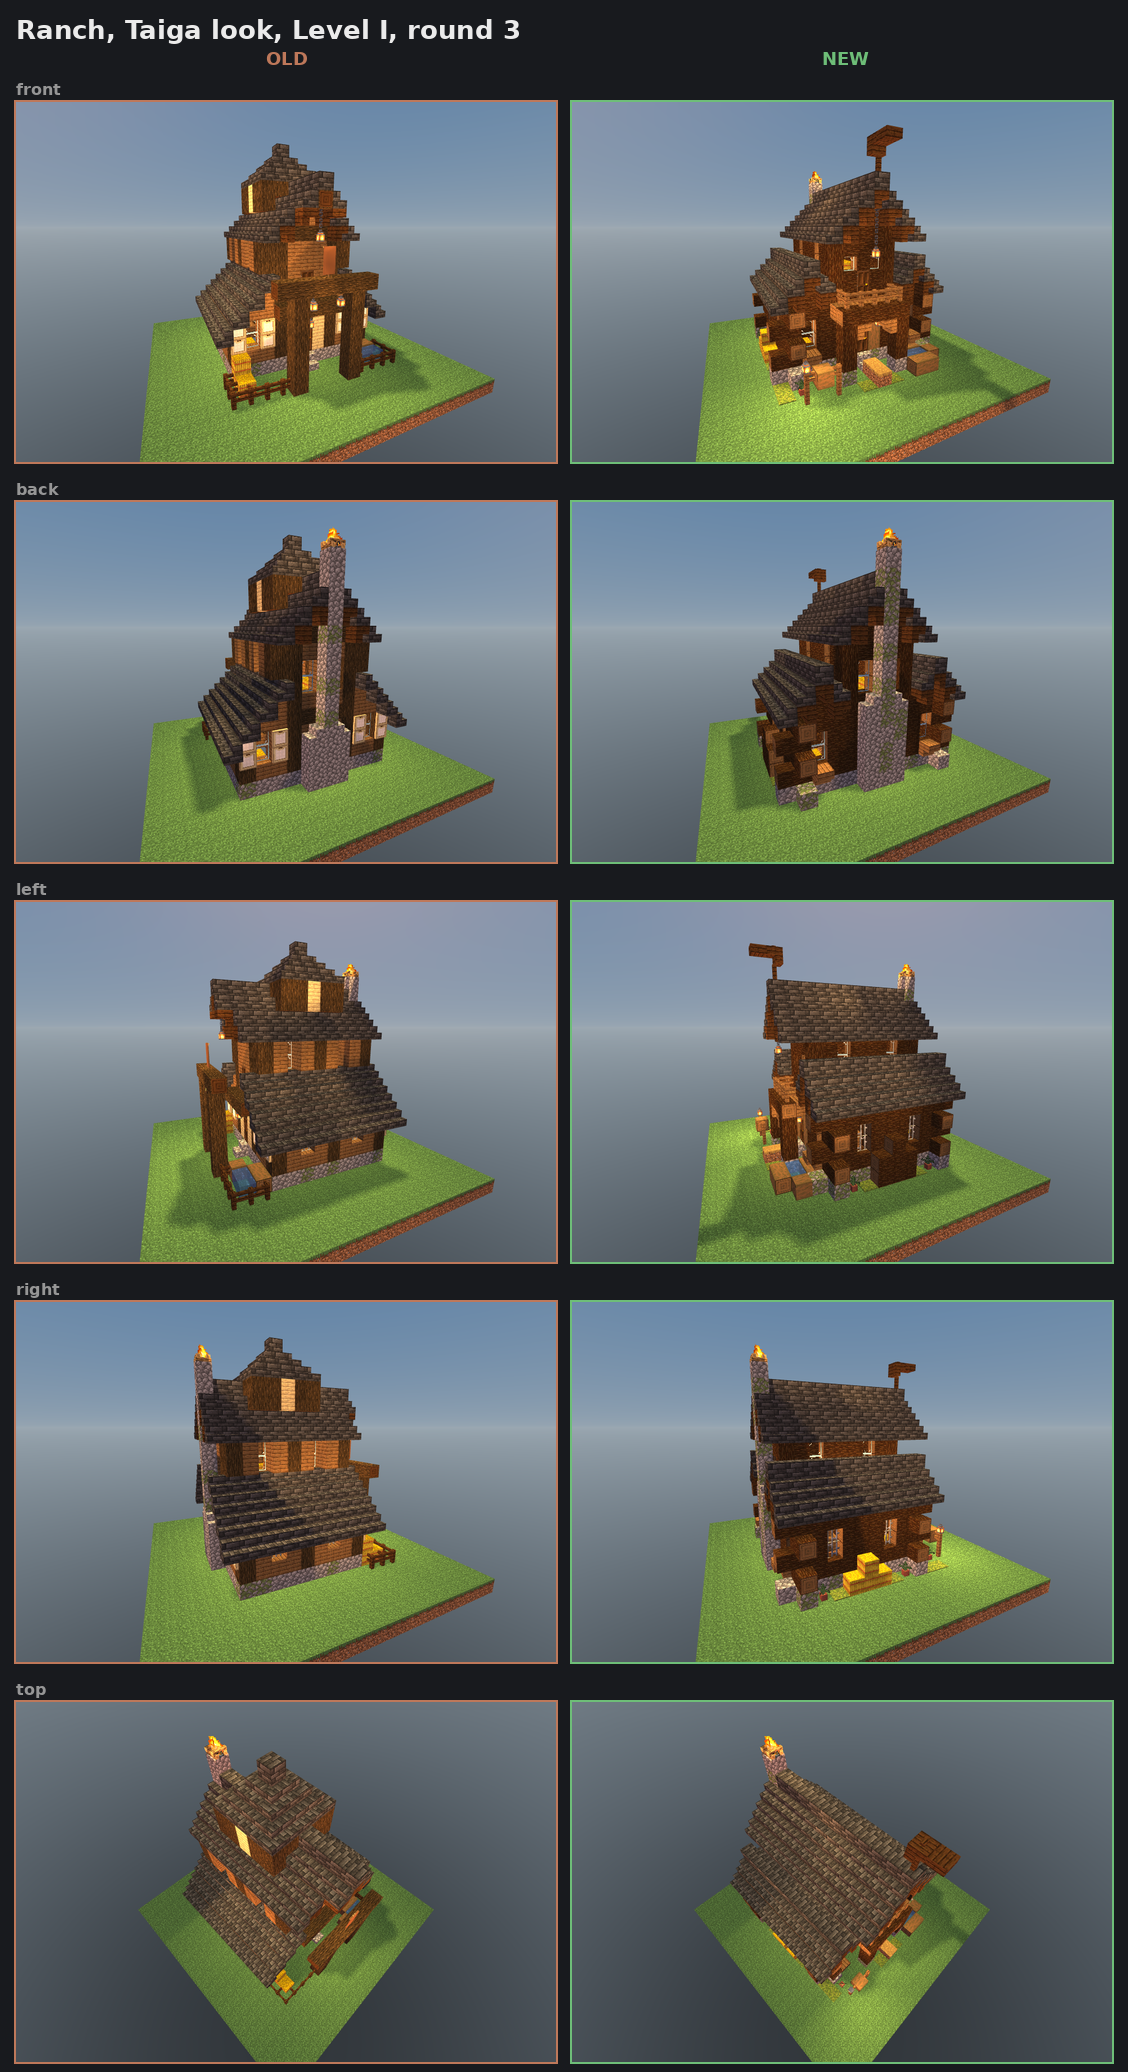 Ranch, Taiga look, Level I, round 3
OLD
NEW
front
back
left
right
top